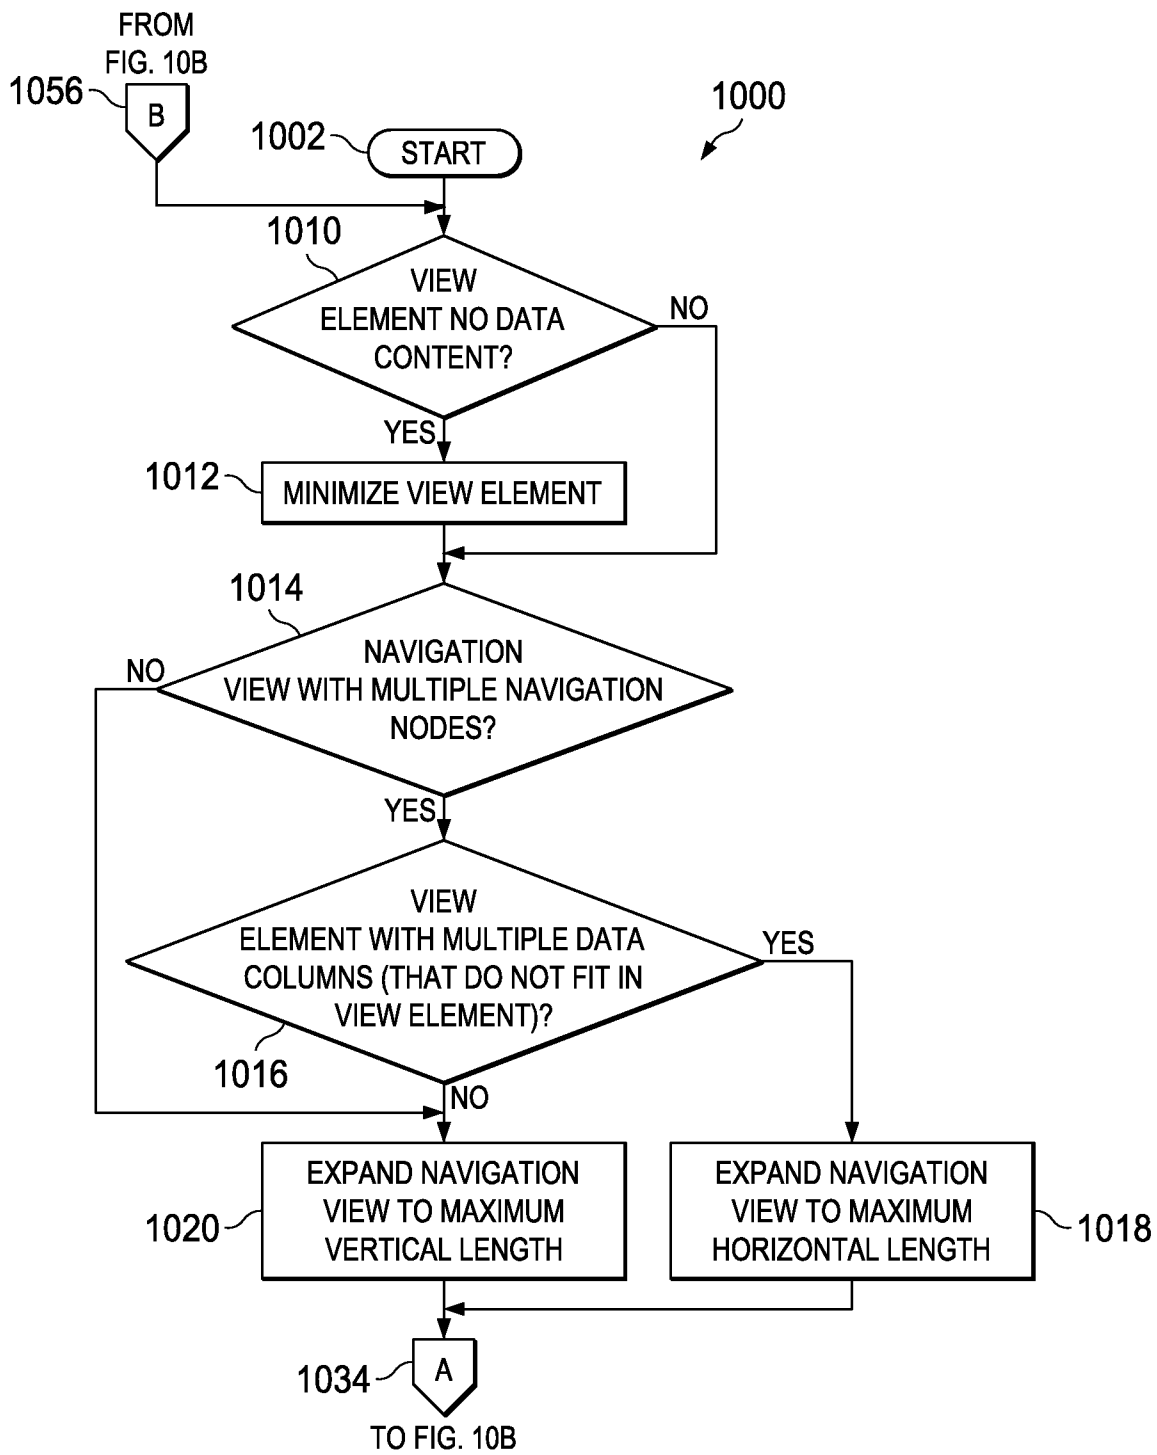 FROM
FIG. 10B
1056
B
1000
1002
START
1010
VIEW
ELEMENT NO DATA
CONTENT?
NO
YES
1012
MINIMIZE VIEW ELEMENT
1014
NAVIGATION
VIEW WITH MULTIPLE NAVIGATION
NODES?
NO
YES
VIEW
ELEMENT WITH MULTIPLE DATA
COLUMNS (THAT DO NOT FIT IN
VIEW ELEMENT)?
YES
1016
NO
EXPAND NAVIGATION
VIEW TO MAXIMUM
VERTICAL LENGTH
1020
EXPAND NAVIGATION
VIEW TO MAXIMUM
HORIZONTAL LENGTH
1018
1034
A
TO FIG. 10B